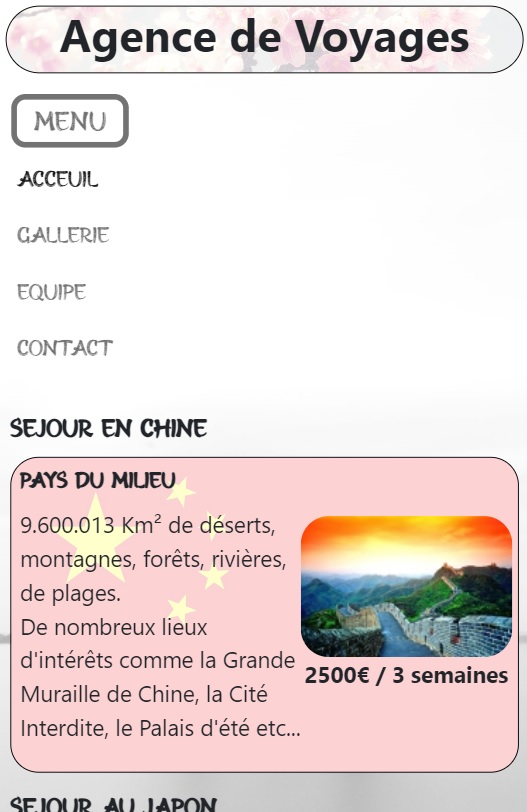 Agence de Voyages
MENU
ACCEUIL
GALLERIE
EQUIPE
CONTACT
SEJOUR EN CHINE
PAYS DU MILIEU
9.600.013 Km² de déserts,
montagnes, forêts, rivières,
de plages.
De nombreux lieux
d'intérêts comme la Grande
Muraille de Chine, la Cité
Interdite, le Palais d'été etc...
2500€ / 3 semaines
SEJOUR AU JAPON